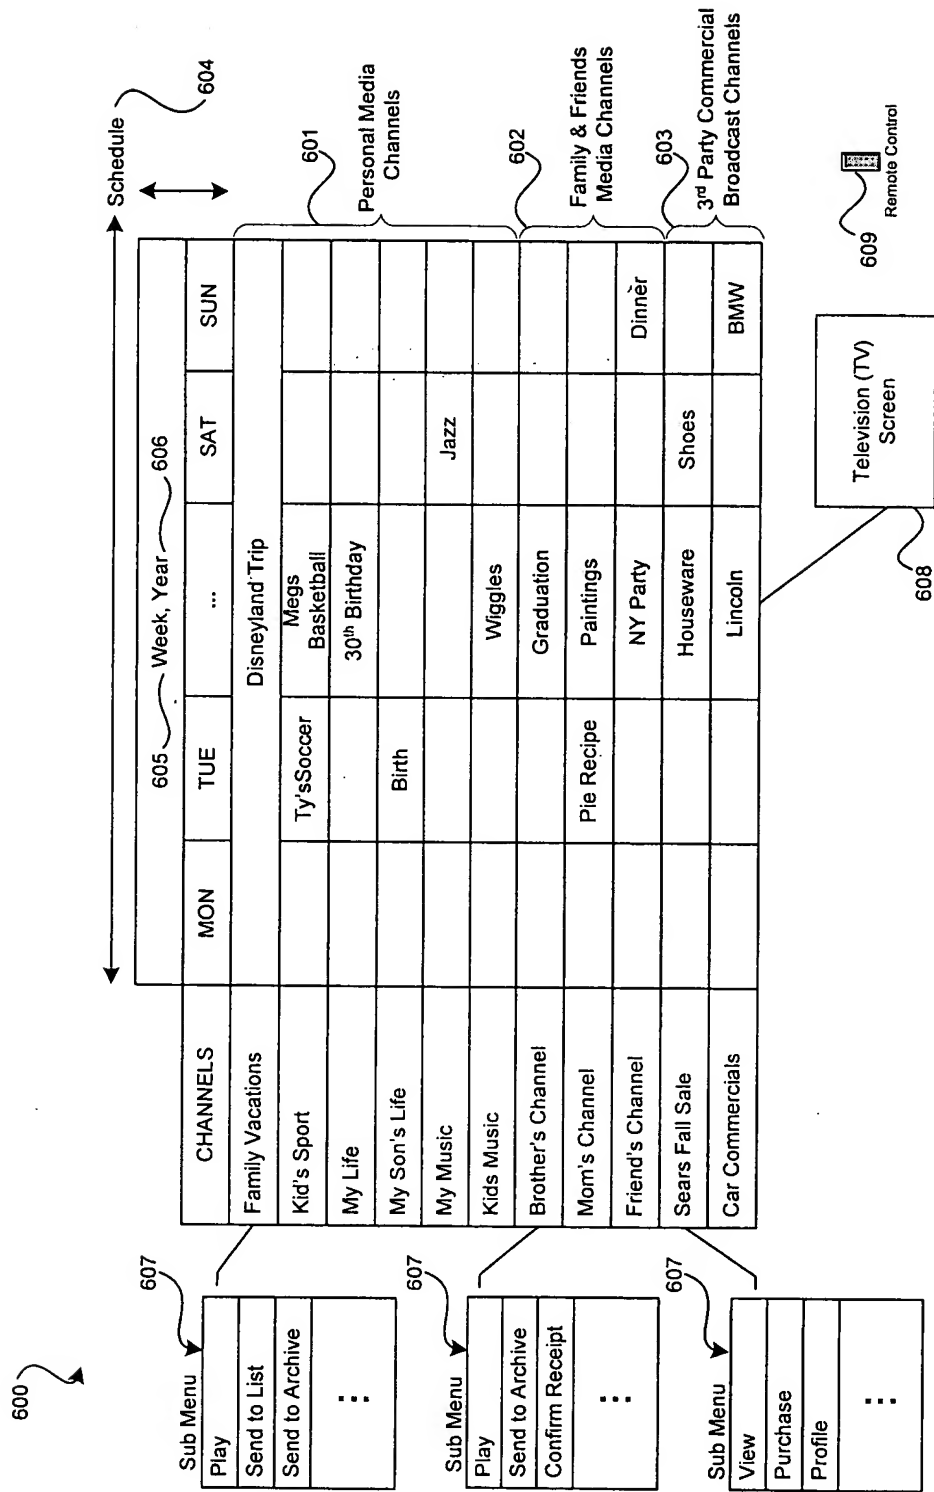 600
Schedule
604
605 Week, Year 606
CHANNELS MON TUE ... SAT SUN
Family Vacations Disneyland Trip
Kid's Sport Ty'sSoccer Megs Basketball
My Life 30th Birthday
My Son's Life Birth
My Music Jazz
Kids Music Wiggles
Brother's Channel Graduation
Mom's Channel Pie Recipe Paintings
Friend's Channel NY Party Dinner
Sears Fall Sale Houseware Shoes
Car Commercials Lincoln BMW
601
Personal Media
Channels
602
Family & Friends
Media Channels
603
3rd Party Commercial
Broadcast Channels
607
Sub Menu
Play
Send to List
Send to Archive
⋮
607
Sub Menu
Play
Send to Archive
Confirm Receipt
⋮
607
Sub Menu
View
Purchase
Profile
⋮
Television (TV)
Screen
608
609
Remote Control